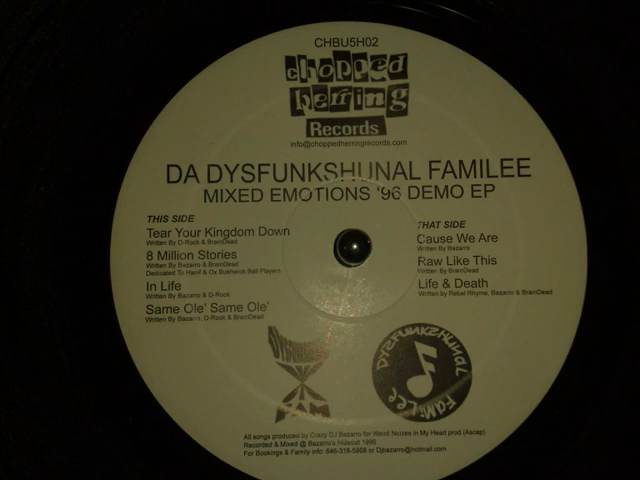 CHBU5H02
chopped
herring
Records
info@choppedherringrecords.com
DA DYSFUNKSHUNAL FAMILEE
MIXED EMOTIONS '96 DEMO EP
THIS SIDE
Tear Your Kingdom Down
Written By D-Rock & BrainDead
8 Million Stories
Written By Bazarro & BrainDead
Dedicated To Hanif & Ox Bushwick Ball Players
In Life
Written By Bazarro & D-Rock
Same Ole' Same Ole'
Written By Bazarro, D-Rock & BrainDead
THAT SIDE
Cause We Are
Written By Bazarro
Raw Like This
Written By BrainDead
Life & Death
Written by Rebel Rhyme, Bazarro & BrainDead
FAM
DYSFUNKSHUNAL
FAMiLee
All songs produced by Crazy DJ Bazarro for Weird Noizes in My Head prod.(Ascap)
Recorded & Mixed @ Bazarro's Hideout 1996
For Bookings & Family info: 646-318-5908 or Djbazarro@hotmail.com